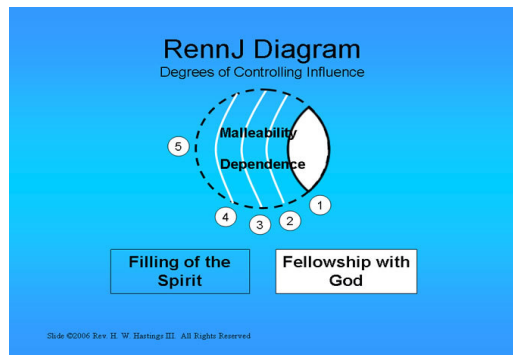 RennJ Diagram
Degrees of Controlling Influence
Malleability
5
Dependence
1
4
3
2
Filling of the
Spirit
Fellowship with
God
Slide ©2006 Rev. H. W. Hastings III. All Rights Reserved